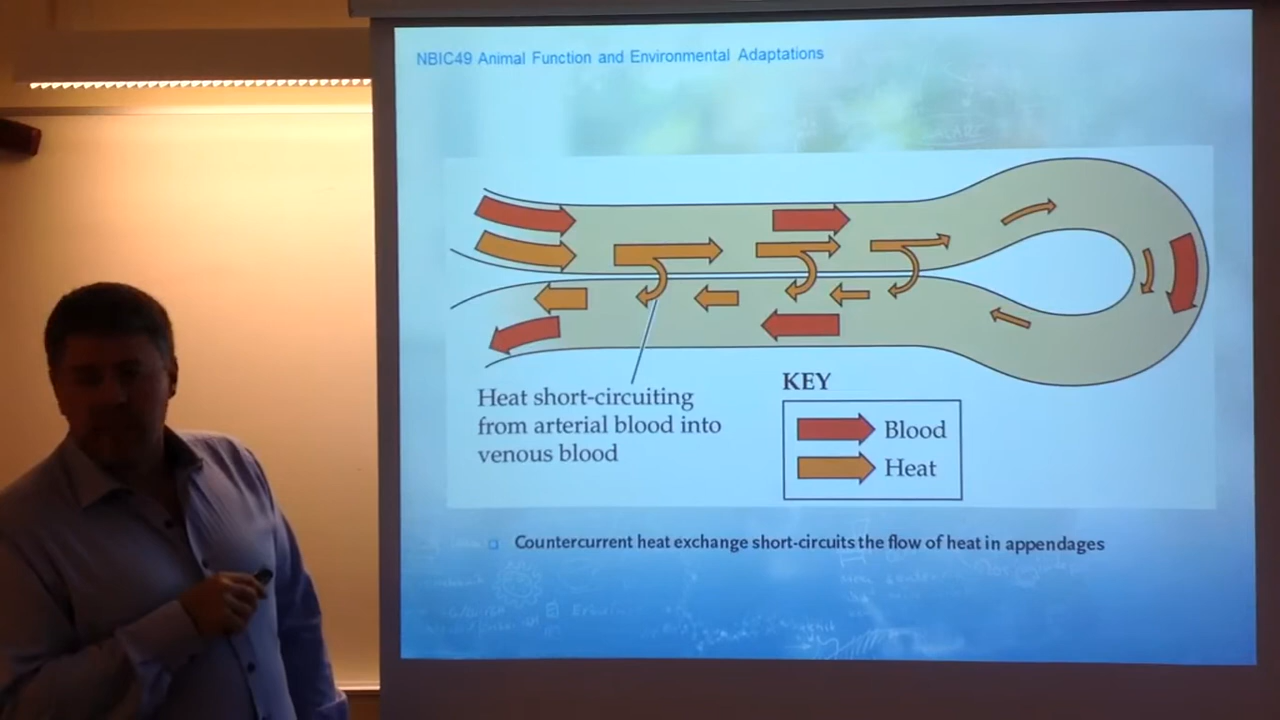 NBIC49 Animal Function and Environmental Adaptations
Heat short-circuiting
from arterial blood into
venous blood
KEY
Blood
Heat
Countercurrent heat exchange short-circuits the flow of heat in appendages